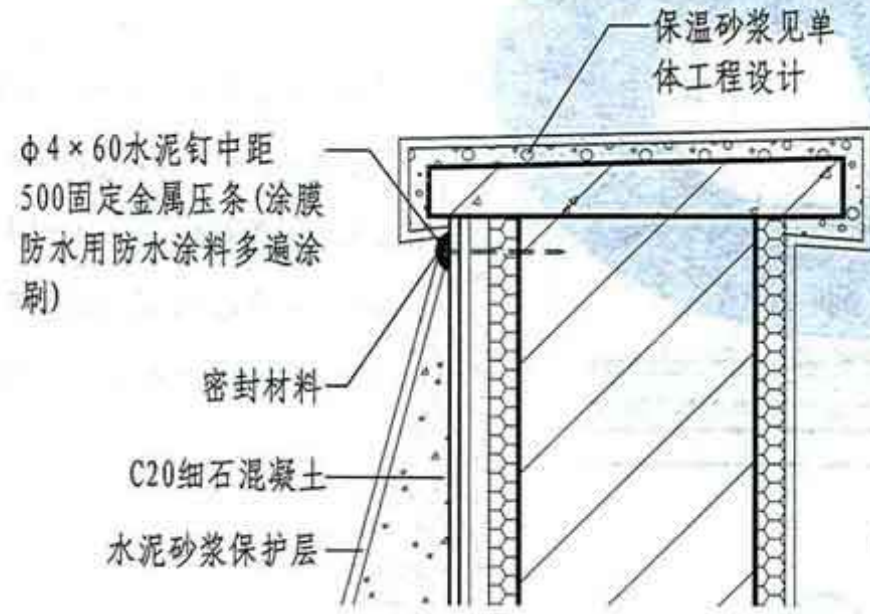 保温砂浆见单
体工程设计
ϕ4×60水泥钉中距
500固定金属压条(涂膜
防水用防水涂料多遍涂
刷)
密封材料
C20细石混凝土
水泥砂浆保护层